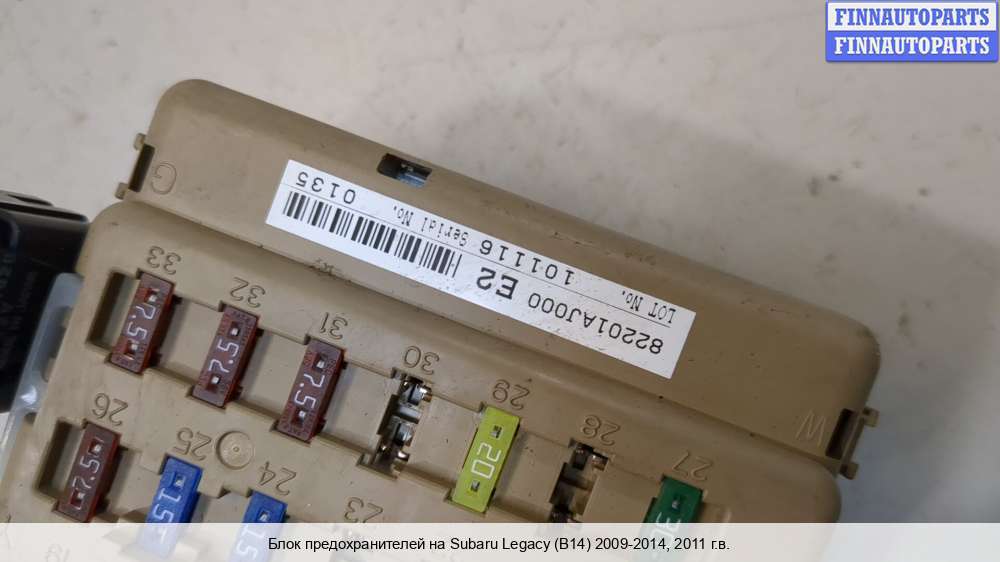 FINNAUTOPARTS
FINNAUTOPARTS
G
0135
Serial No.
101116
LOT No.
H
82201AJ000 E2
33
32
31
30
29
28
27
W
7.5
7.5
7.5
20
26
25
24
23
7.5
15
15
18
Блок предохранителей на Subaru Legacy (B14) 2009-2014, 2011 г.в.